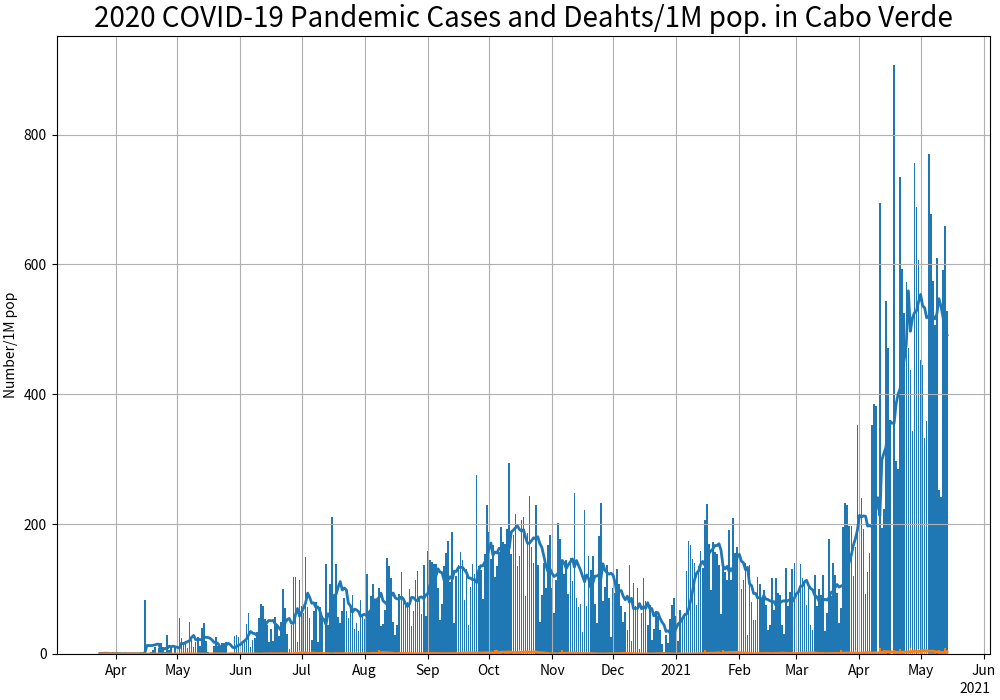 2020 COVID-19 Pandemic Cases and Deahts/1M pop. in Cabo Verde
Number/1M pop
800
600
400
200
0
Apr May Jun Jul Aug Sep Oct Nov Dec 2021 Feb Mar Apr May Jun
2021